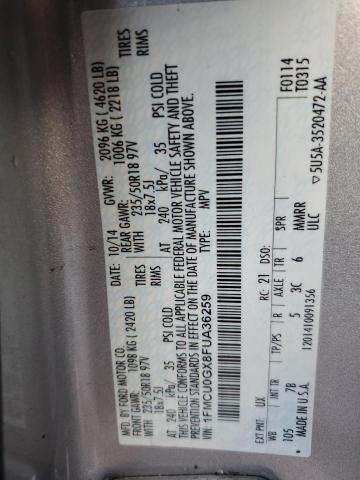 MFD. BY FORD MOTOR CO.
DATE: 10/14 GVWR: 2096 KG ( 4620 LB)
FRONT GAWR: 1098 KG ( 2420 LB) REAR GAWR: 1006 KG ( 2218 LB)
WITH 235/50R18 97V TIRES WITH 235/50R18 97V TIRES
18x7.5J RIMS 18x7.5J RIMS
AT 240 kPa/ 35 PSI COLD AT 240 kPa/ 35 PSI COLD
THIS VEHICLE CONFORMS TO ALL APPLICABLE FEDERAL MOTOR VEHICLE SAFETY AND THEFT
PREVENTION STANDARDS IN EFFECT ON THE DATE OF MANUFACTURE SHOWN ABOVE.
VIN: 1FMCU0GX8FUA36259
TYPE: MPV
F0114
T0315
EXT PNT: UX RC: 21 DSO:
WB INT TR TP/PS R AXLE TR SPR
105 7B 5 3C 6 MMRR
ULC
MADE IN U.S.A.
1201410091356
▽5U5A-3520472-AA